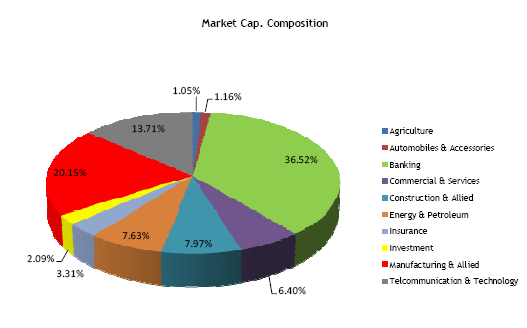 Market Cap. Composition
1.05%
1.16%
13.71%
36.52%
20.15%
7.63%
7.97%
2.09%
3.31%
6.40%
Agriculture
Automobiles & Accessories
Banking
Commercial & Services
Construction & Allied
Energy & Petroleum
Insurance
Investment
Manufacturing & Allied
Telcommunication & Technology